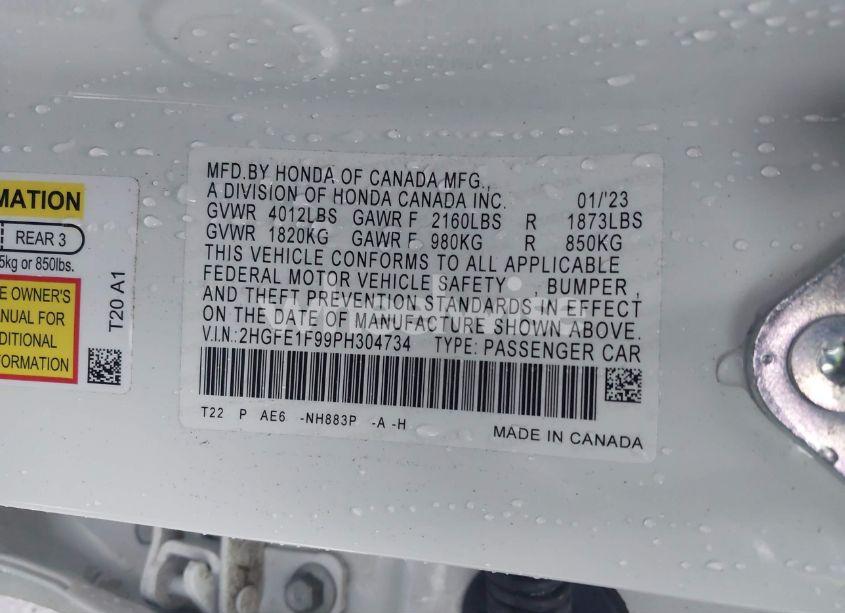 MFD.BY HONDA OF CANADA MFG.,
A DIVISION OF HONDA CANADA INC. 01/'23
GVWR 4012LBS GAWR F 2160LBS R 1873LBS
GVWR 1820KG GAWR F 980KG R 850KG
THIS VEHICLE CONFORMS TO ALL APPLICABLE
FEDERAL MOTOR VEHICLE SAFETY , BUMPER ,
AND THEFT PREVENTION STANDARDS IN EFFECT
ON THE DATE OF MANUFACTURE SHOWN ABOVE.
V.I.N.:2HGFE1F99PH304734 TYPE: PASSENGER CAR
T22 P AE6 -NH883P -A -H
MADE IN CANADA
MATION
REAR 3
5kg or 850lbs.
E OWNER'S
NUAL FOR
DITIONAL
FORMATION
T20 A1